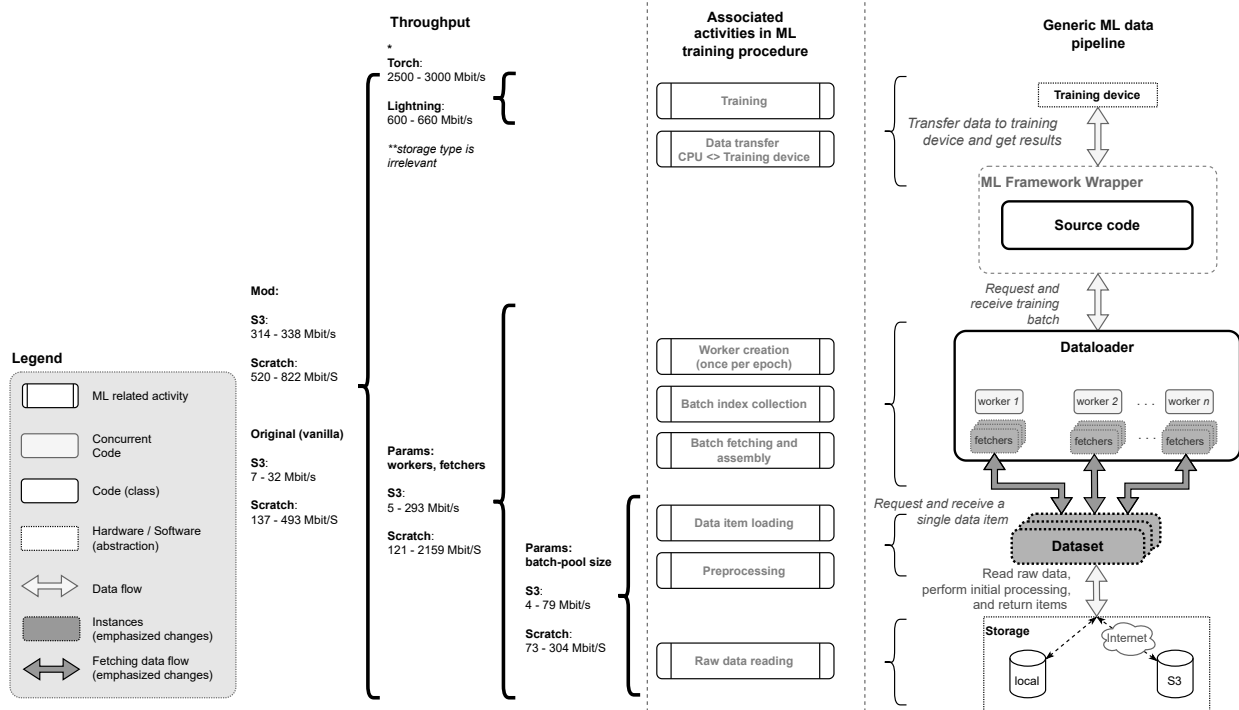 Throughput
*
Torch:
2500 - 3000 Mbit/s
Lightning:
600 - 660 Mbit/s
**storage type is
irrelevant
Mod:
S3:
314 - 338 Mbit/s
Scratch:
520 - 822 Mbit/S
Original (vanilla)
S3:
7 - 32 Mbit/s
Scratch:
137 - 493 Mbit/S
Params:
workers, fetchers
S3:
5 - 293 Mbit/s
Scratch:
121 - 2159 Mbit/S
Params:
batch-pool size
S3:
4 - 79 Mbit/s
Scratch:
73 - 304 Mbit/S
Legend
ML related activity
Concurrent
Code
Code (class)
Hardware / Software
(abstraction)
Data flow
Instances
(emphasized changes)
Fetching data flow
(emphasized changes)
Associated
activities in ML
training procedure
Training
Data transfer
CPU <> Training device
Worker creation
(once per epoch)
Batch index collection
Batch fetching and
assembly
Data item loading
Preprocessing
Raw data reading
Generic ML data
pipeline
Training device
Transfer data to training
device and get results
ML Framework Wrapper
Source code
Request and
receive training
batch
Dataloader
worker 1
worker 2
. . .
worker n
fetchers
fetchers
. . .
fetchers
Request and receive a
single data item
Dataset
Read raw data,
perform initial processing,
and return items
Storage
Internet
local
S3